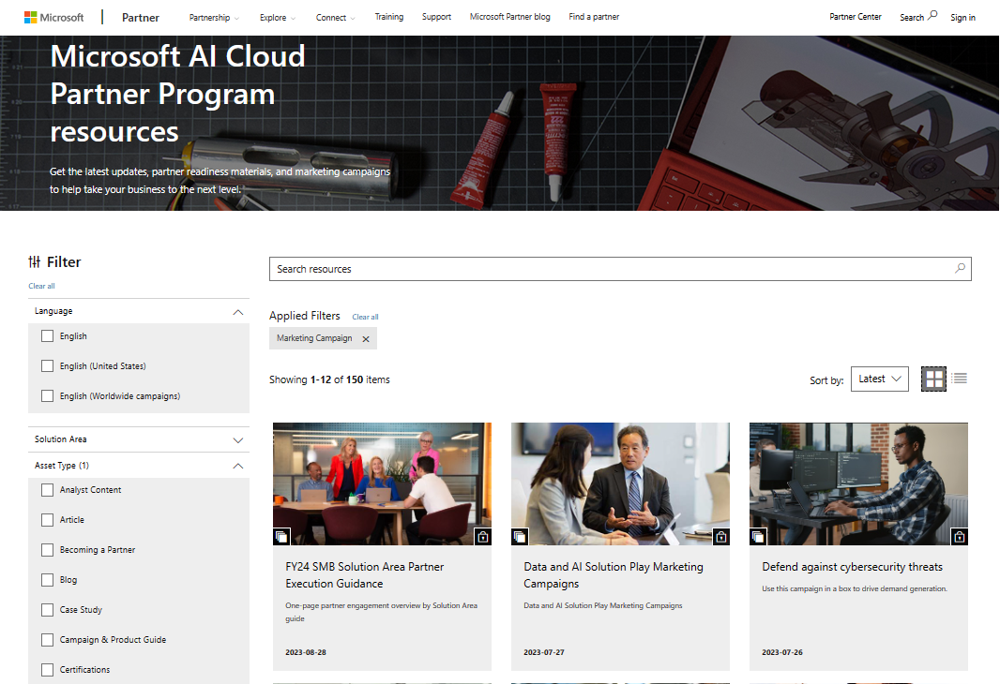 Microsoft
Partner
Partnership
Explore
Connect
Training
Support
Microsoft Partner blog
Find a partner
Partner Center
Search
Sign in
Microsoft AI Cloud
Partner Program
resources
Get the latest updates, partner readiness materials, and marketing campaigns
to help take your business to the next level.
Filter
Clear all
Language
English
English (United States)
English (Worldwide campaigns)
Solution Area
Asset Type (1)
Analyst Content
Article
Becoming a Partner
Blog
Case Study
Campaign & Product Guide
Certifications
Search resources
Applied Filters
Clear all
Marketing Campaign
Showing 1-12 of 150 items
Sort by:
Latest
FY24 SMB Solution Area Partner
Execution Guidance
One-page partner engagement overview by Solution Area
guide
2023-08-28
Data and AI Solution Play Marketing
Campaigns
Data and AI Solution Play Marketing Campaigns
2023-07-27
Defend against cybersecurity threats
Use this campaign in a box to drive demand generation.
2023-07-26